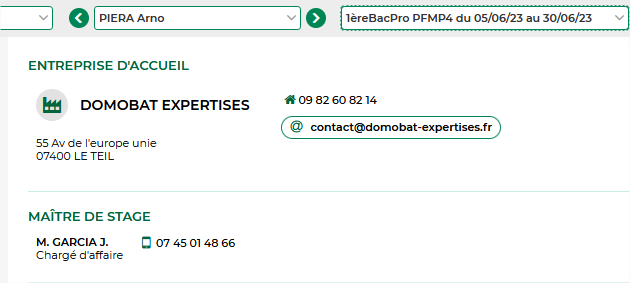 PIERA Arno
1èreBacPro PFMP4 du 05/06/23 au 30/06/23
ENTREPRISE D'ACCUEIL
DOMOBAT EXPERTISES
09 82 60 82 14
@ contact@domobat-expertises.fr
55 Av de l'europe unie
07400 LE TEIL
MAÎTRE DE STAGE
M. GARCIA J.
07 45 01 48 66
Chargé d'affaire